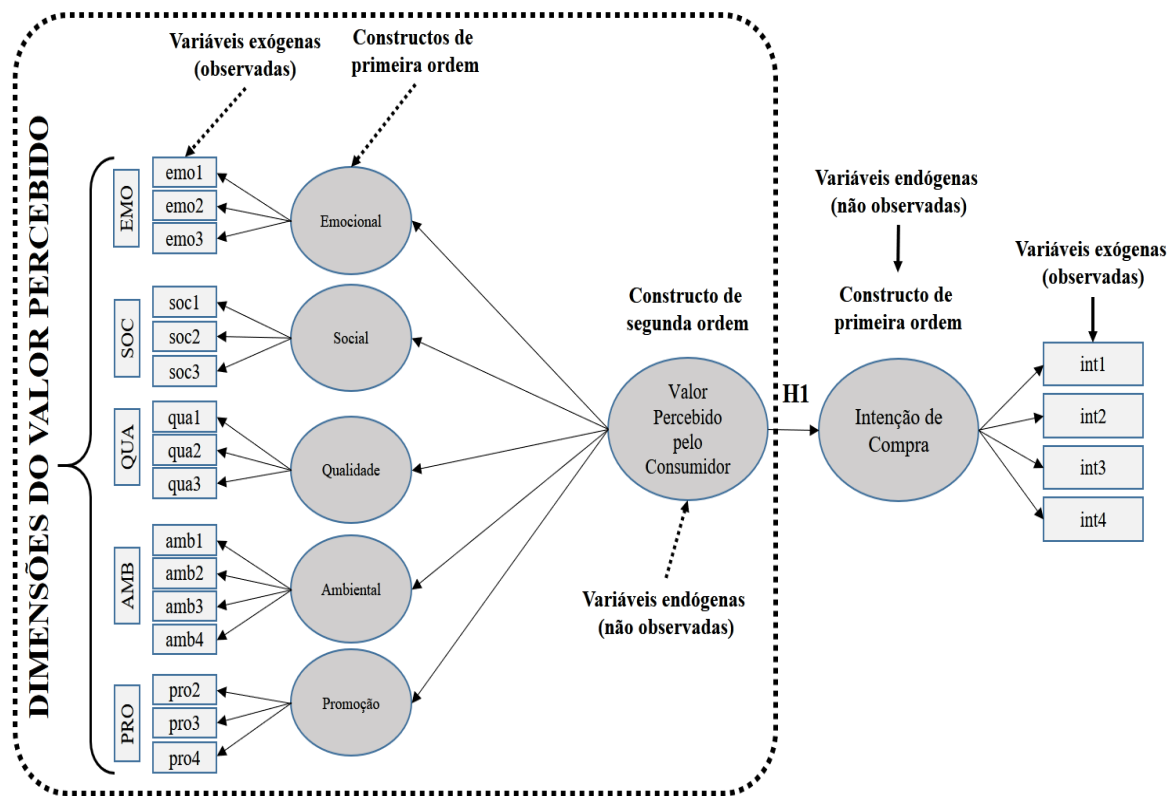 Variáveis exógenas
(observadas)
Constructos de
primeira ordem
DIMENSÕES DO VALOR PERCEBIDO
EMO
emo1
emo2
emo3
Emocional
SOC
soc1
soc2
soc3
Social
QUA
qua1
qua2
qua3
Qualidade
AMB
amb1
amb2
amb3
amb4
Ambiental
PRO
pro2
pro3
pro4
Promoção
Constructo de
segunda ordem
Valor
Percebido
pelo
Consumidor
Variáveis endógenas
(não observadas)
H1
Variáveis endógenas
(não observadas)
Constructo de
primeira ordem
Intenção de
Compra
Variáveis exógenas
(observadas)
int1
int2
int3
int4